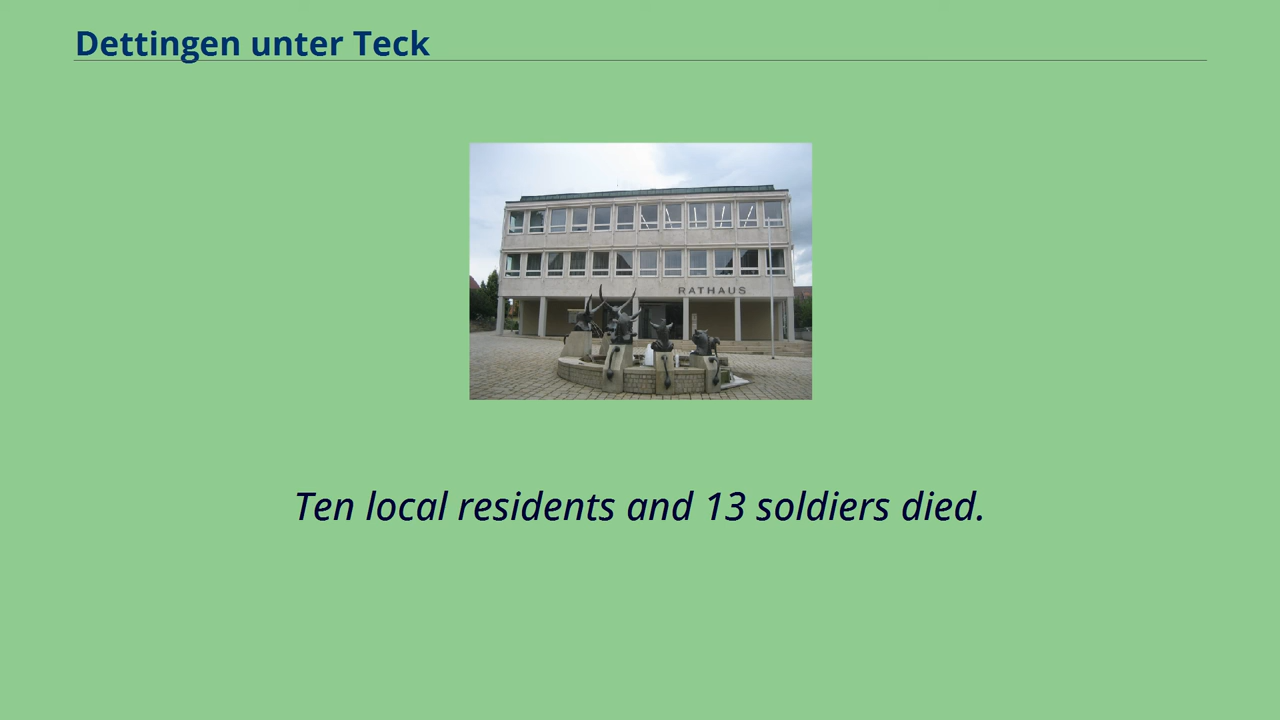 Dettingen unter Teck
RATHAUS
Ten local residents and 13 soldiers died.